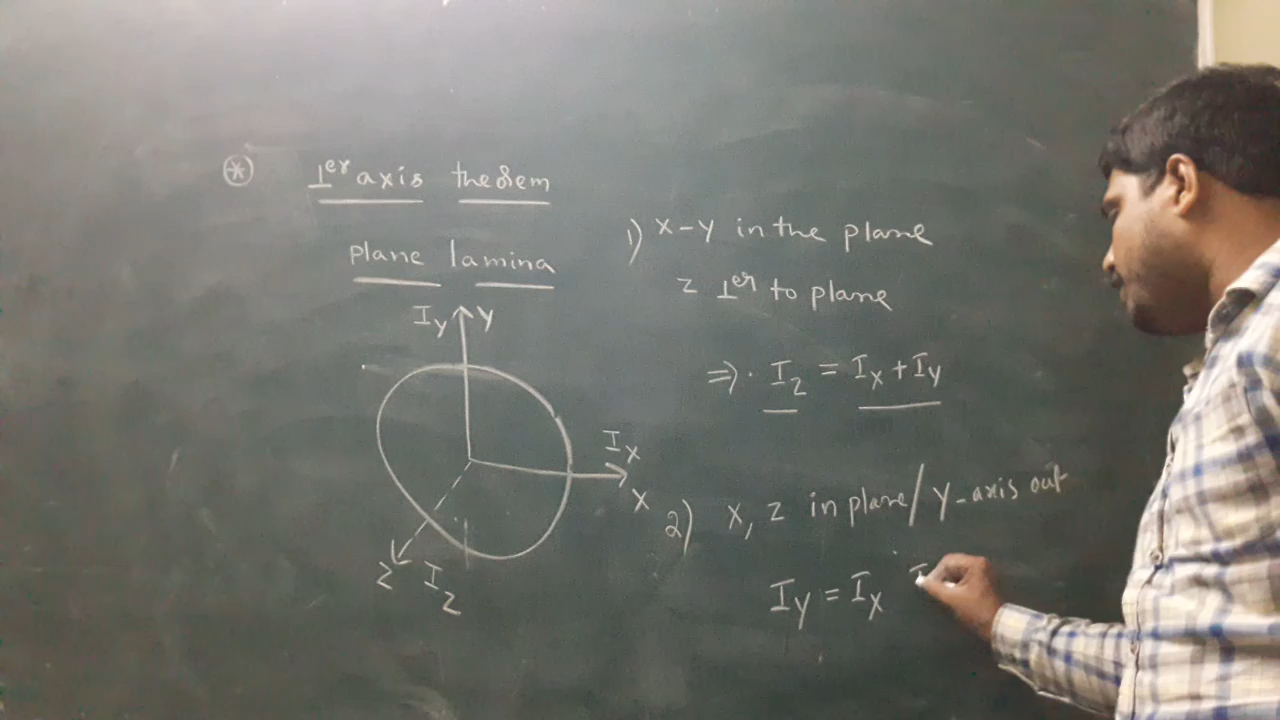 ⊛ ⊥er axis theorem
plane lamina
Iy Y
Ix
X
Z Iz
1) X-Y in the plane
Z ⊥er to plane
⇒ . Iz = Ix + Iy
2) X, Z in plane / Y-axis out
Iy = Ix I